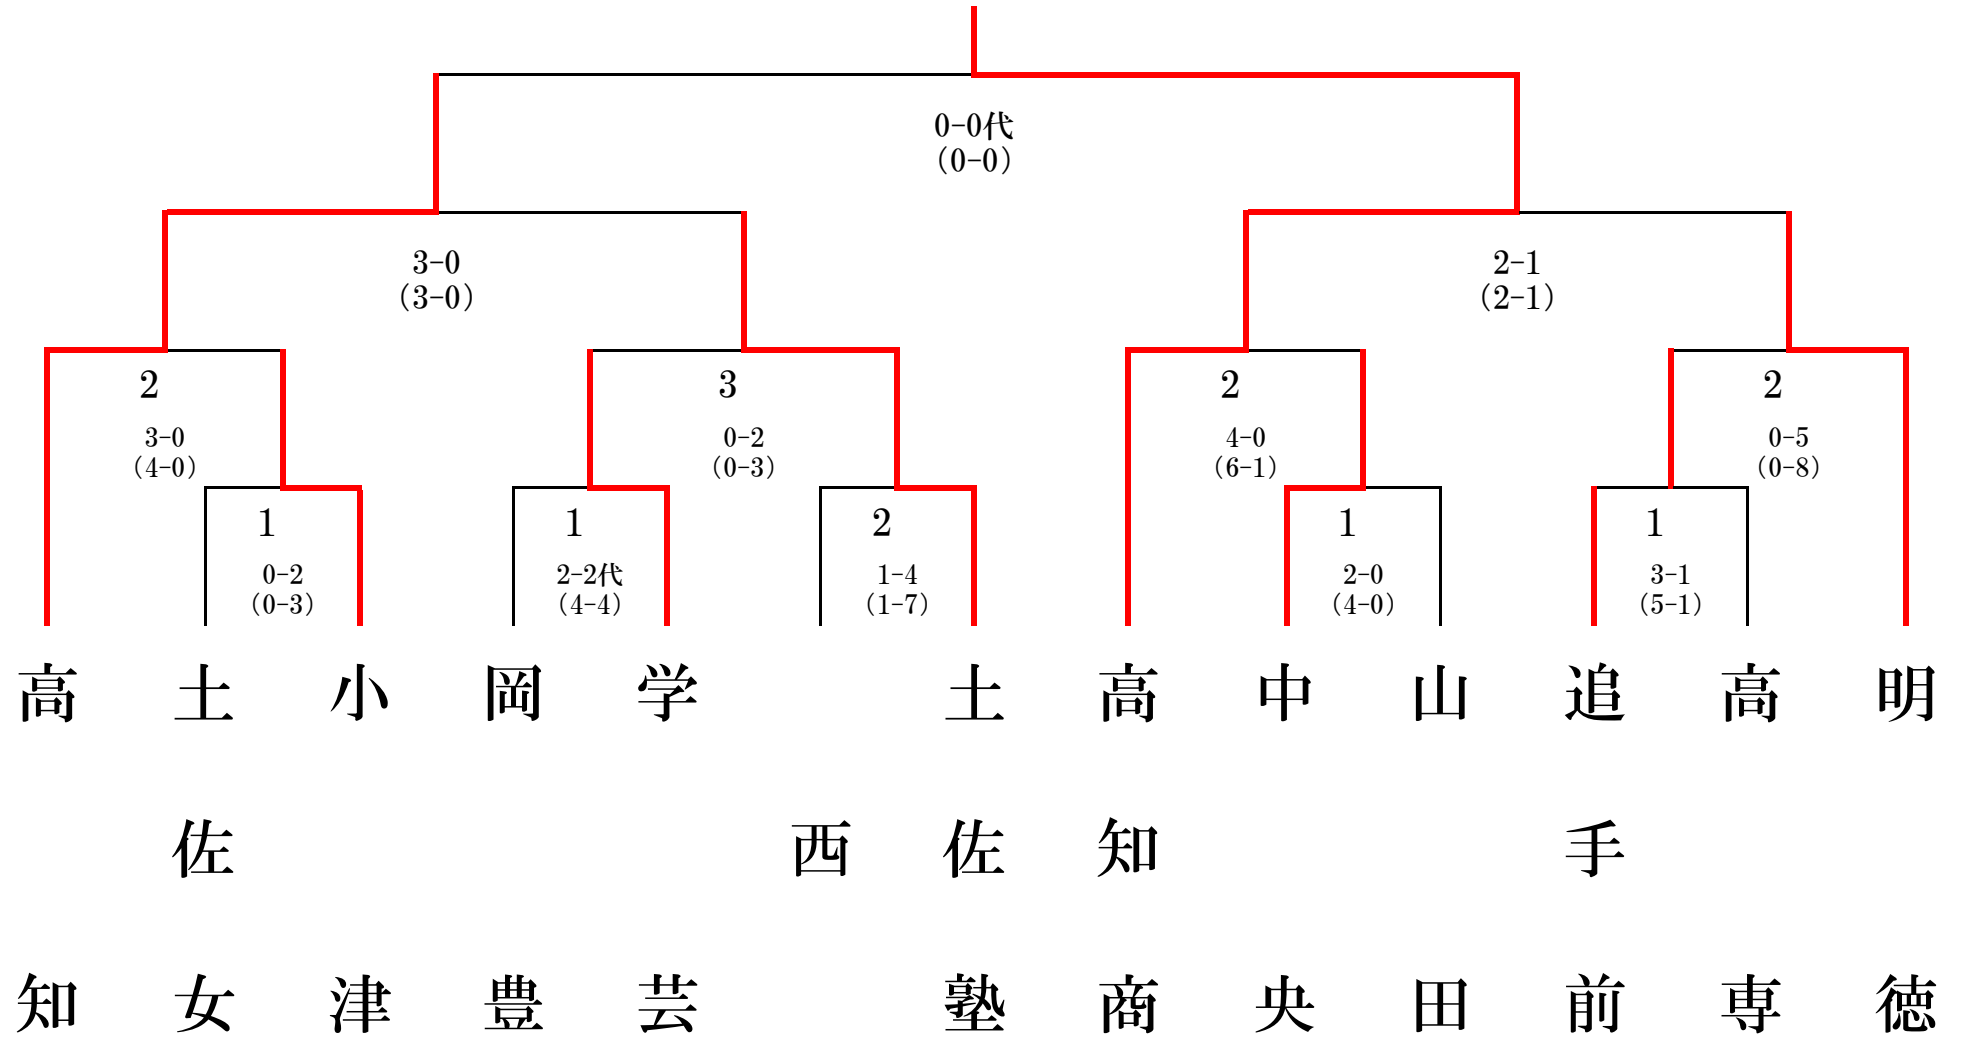 0-0代
（0-0）
3-0
（3-0）
2-1
（2-1）
2
3-0
（4-0）
3
0-2
（0-3）
2
4-0
（6-1）
2
0-5
（0-8）
1
0-2
（0-3）
1
2-2代
（4-4）
2
1-4
（1-7）
1
2-0
（4-0）
1
3-1
（5-1）
高知
土佐女
小津
岡豊
学芸
西
土佐塾
高知商
中央
山田
追手前
高専
明徳